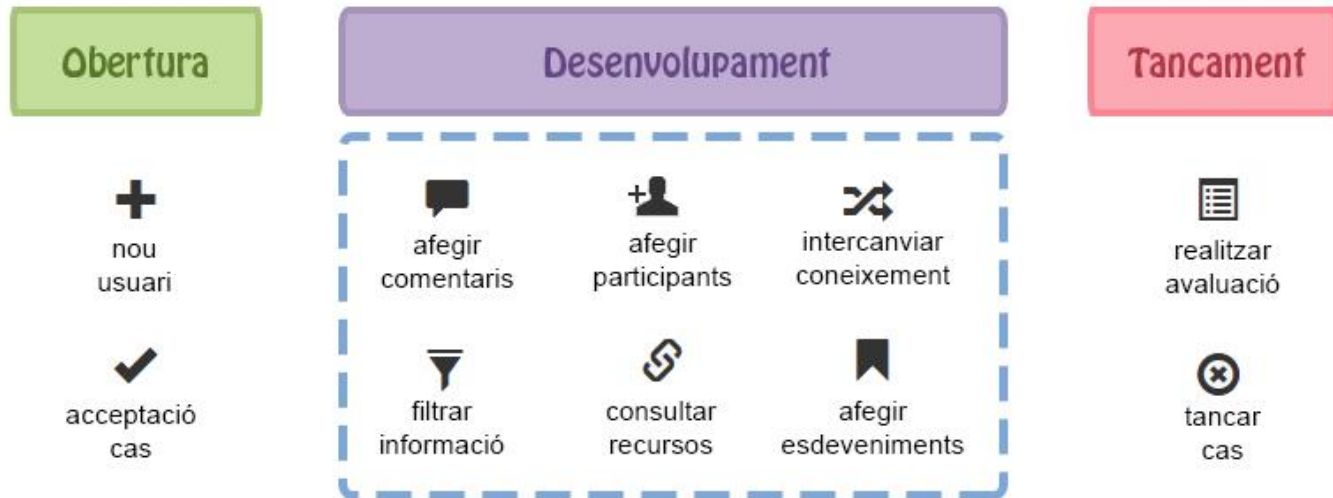 Obertura
Desenvolupament
Tancament
nou
usuari
afegir
comentaris
afegir
participants
intercanviar
coneixement
realitzar
avaluació
acceptació
cas
filtrar
informació
consultar
recursos
afegir
esdeveniments
tancar
cas